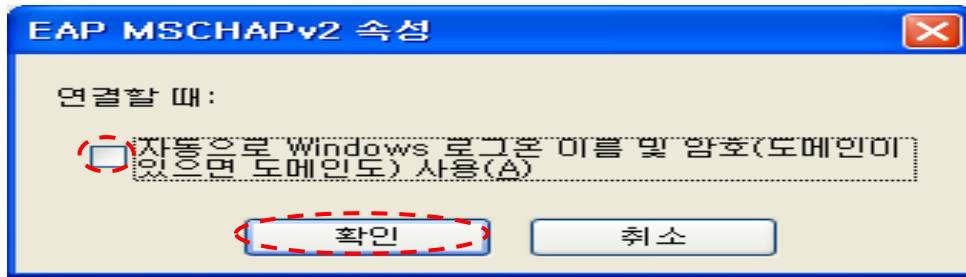 EAP MSCHAPv2 속성
연결할 때:
자동으로 Windows 로그온 이름 및 암호(도메인이
있으면 도메인도) 사용(A)
확인
취소